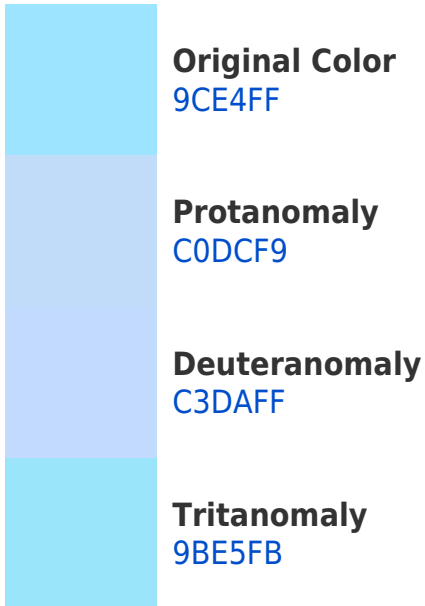 Original Color
9CE4FF
Protanomaly
C0DCF9
Deuteranomaly
C3DAFF
Tritanomaly
9BE5FB